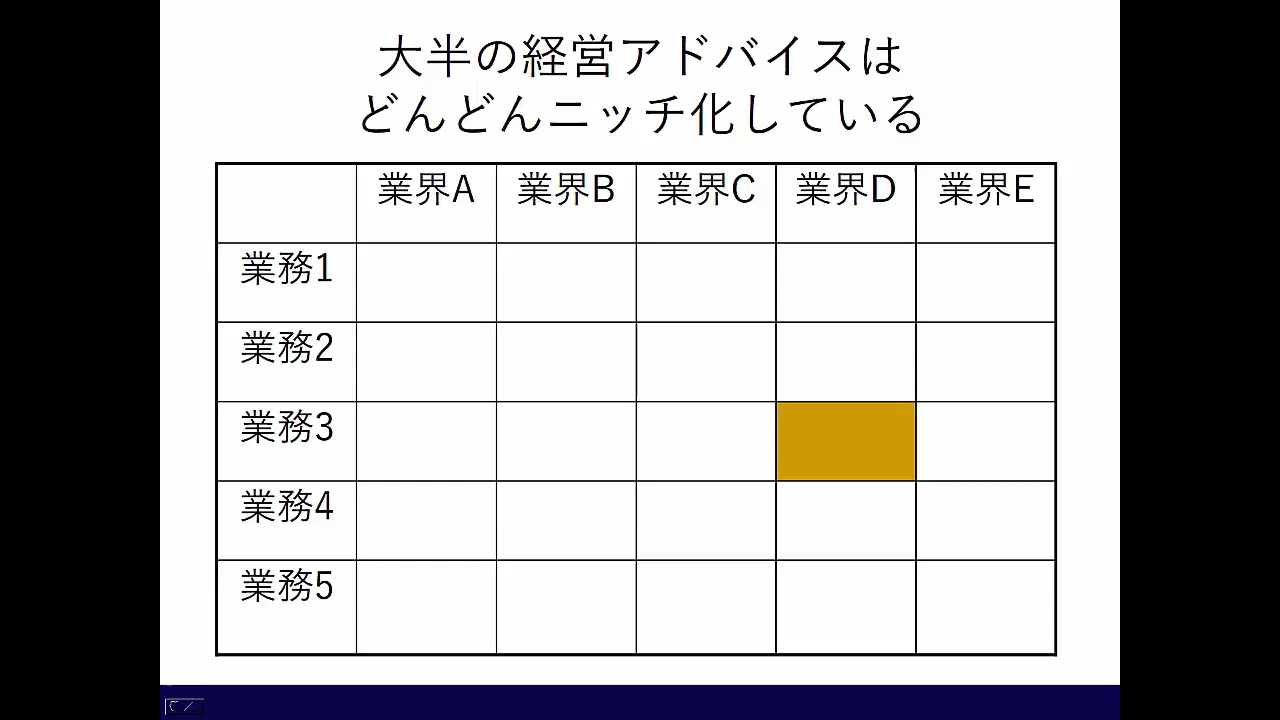 大半の経営アドバイスは
どんどんニッチ化している
業界A 業界B 業界C 業界D 業界E
業務1
業務2
業務3
業務4
業務5